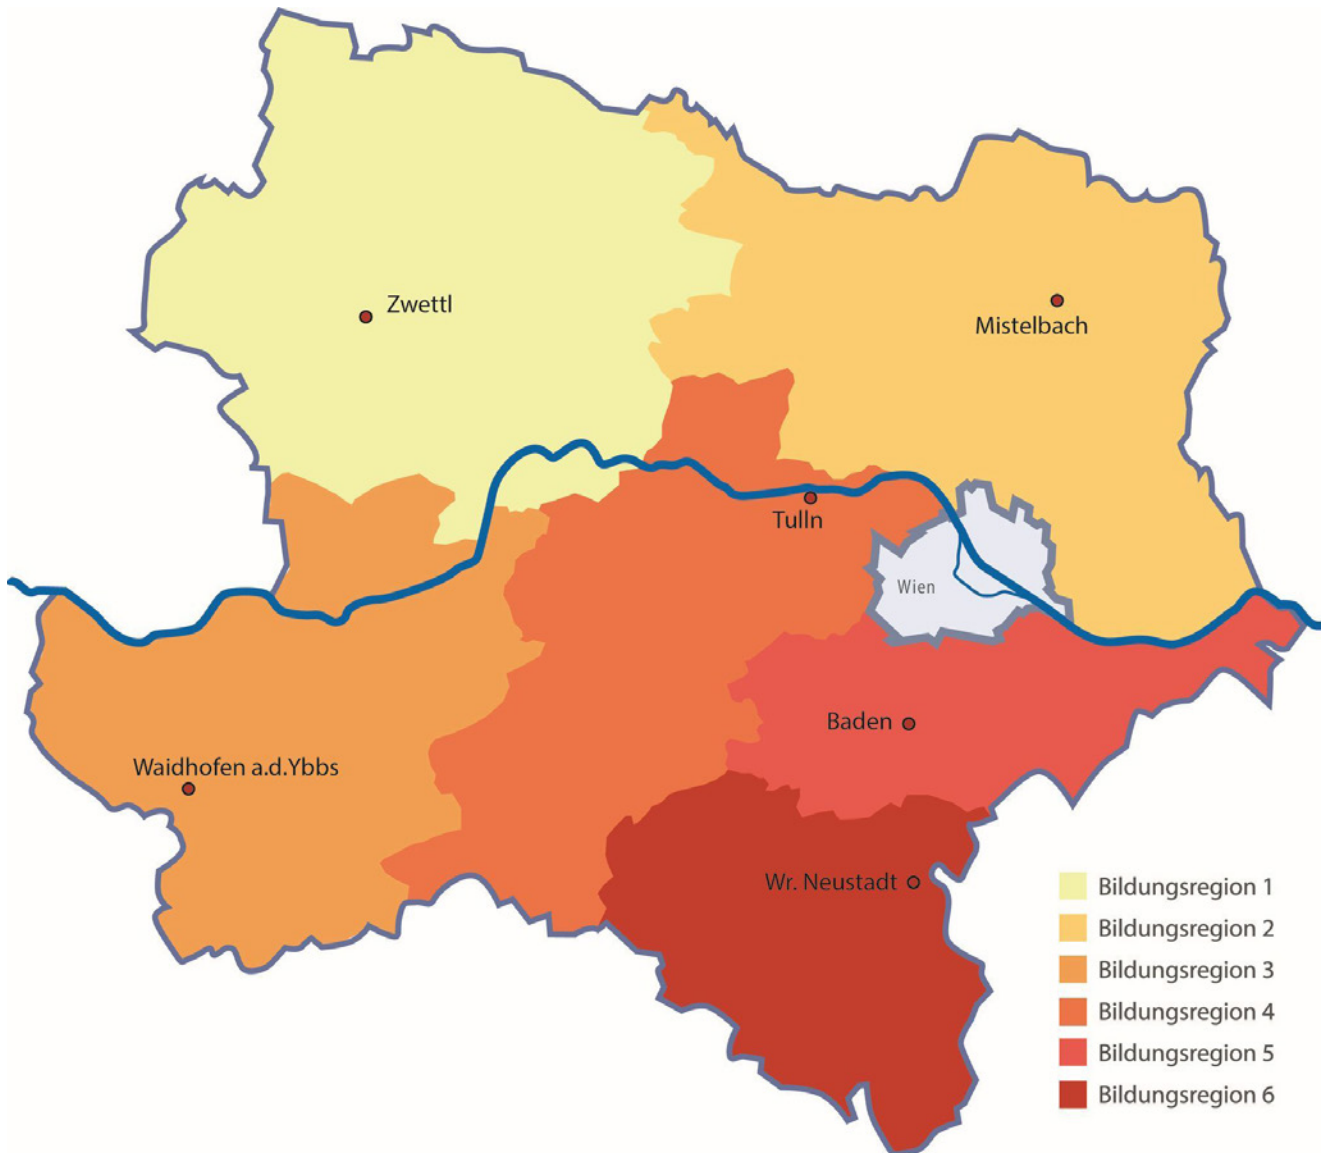 Zwettl
Mistelbach
Tulln
Wien
Baden
Waidhofen a.d.Ybbs
Wr. Neustadt
Bildungsregion 1
Bildungsregion 2
Bildungsregion 3
Bildungsregion 4
Bildungsregion 5
Bildungsregion 6